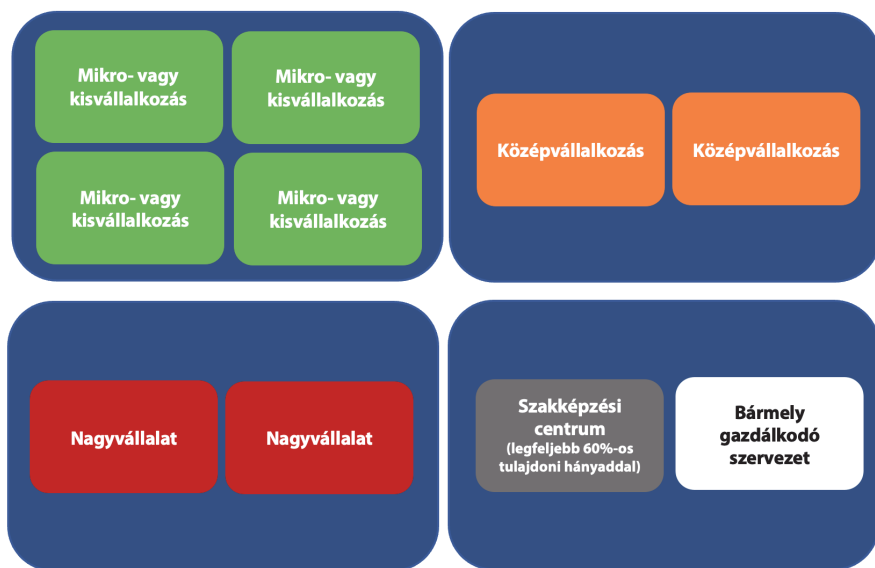 Mikro- vagy
kisvállalkozás
Mikro- vagy
kisvállalkozás
Mikro- vagy
kisvállalkozás
Mikro- vagy
kisvállalkozás
Középvállalkozás
Középvállalkozás
Nagyvállalat
Nagyvállalat
Szakképzési
centrum
(legfeljebb 60%-os
tulajdoni hányaddal)
Bármely
gazdálkodó
szervezet